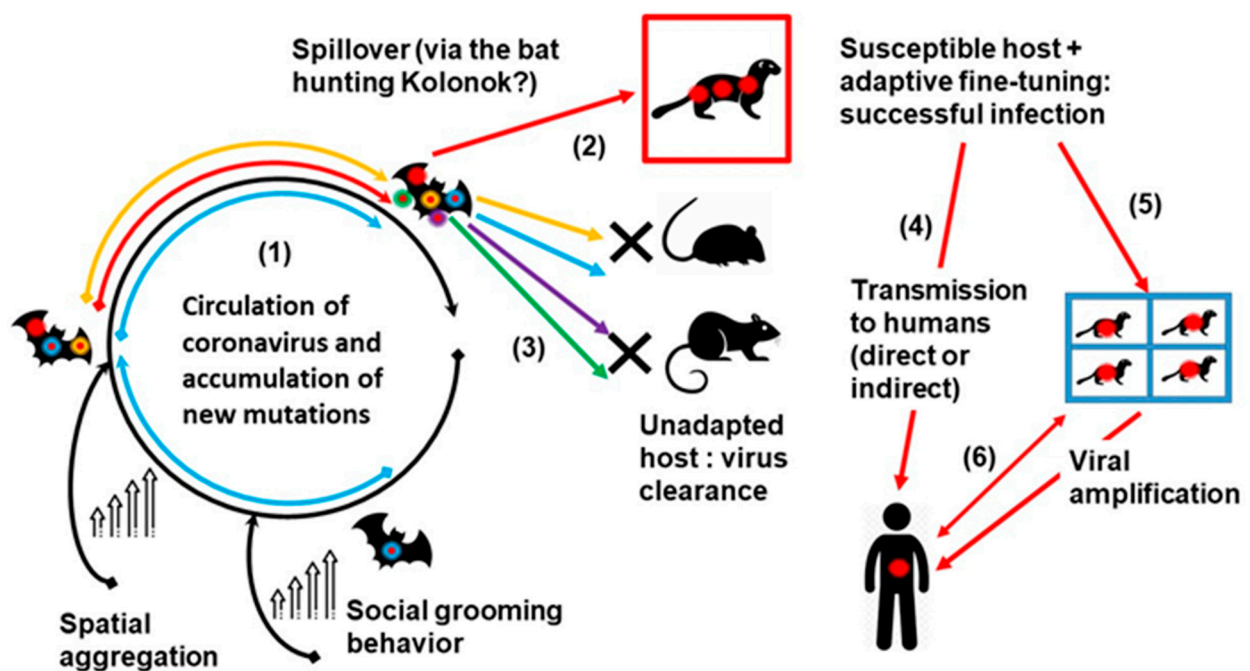 Spillover (via the bat
hunting Kolonok?)
(2)
Susceptible host +
adaptive fine-tuning:
successful infection
(1)
Circulation of
coronavirus and
accumulation of
new mutations
(3)
Unadapted
host : virus
clearance
(4)
(5)
Transmission
to humans
(direct or
indirect)
(6)
Viral
amplification
Spatial
aggregation
Social grooming
behavior